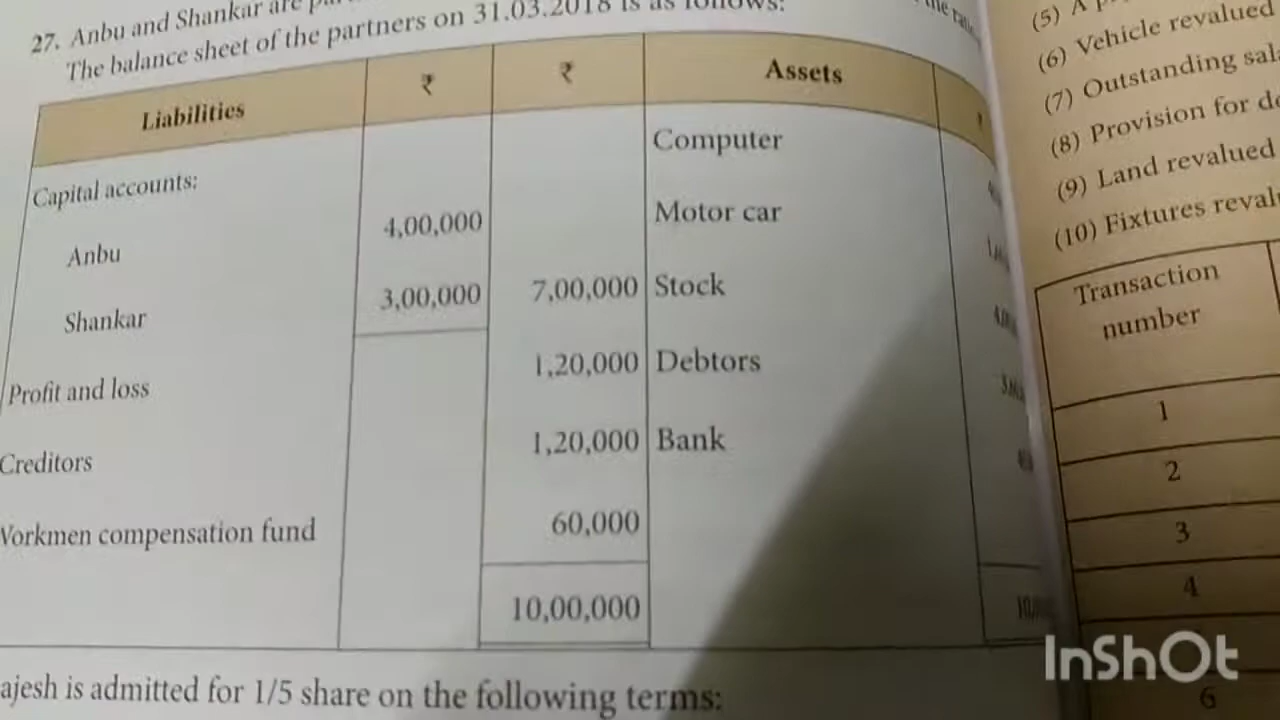 27. Anbu and Shankar are
The balance sheet of the partners on 31.03.2018 is as follows:
Liabilities ₹ ₹ Assets
Capital accounts: Computer
Anbu 4,00,000 Motor car
Shankar 3,00,000 7,00,000 Stock
Profit and loss 1,20,000 Debtors
Creditors 1,20,000 Bank
Workmen compensation fund 60,000
10,00,000
ajesh is admitted for 1/5 share on the following terms:
(5) A
(6) Vehicle revalued
(7) Outstanding
(8) Provision for
(9) Land revalued
(10) Fixtures
Transaction
number
1
2
3
4
6
InShOt